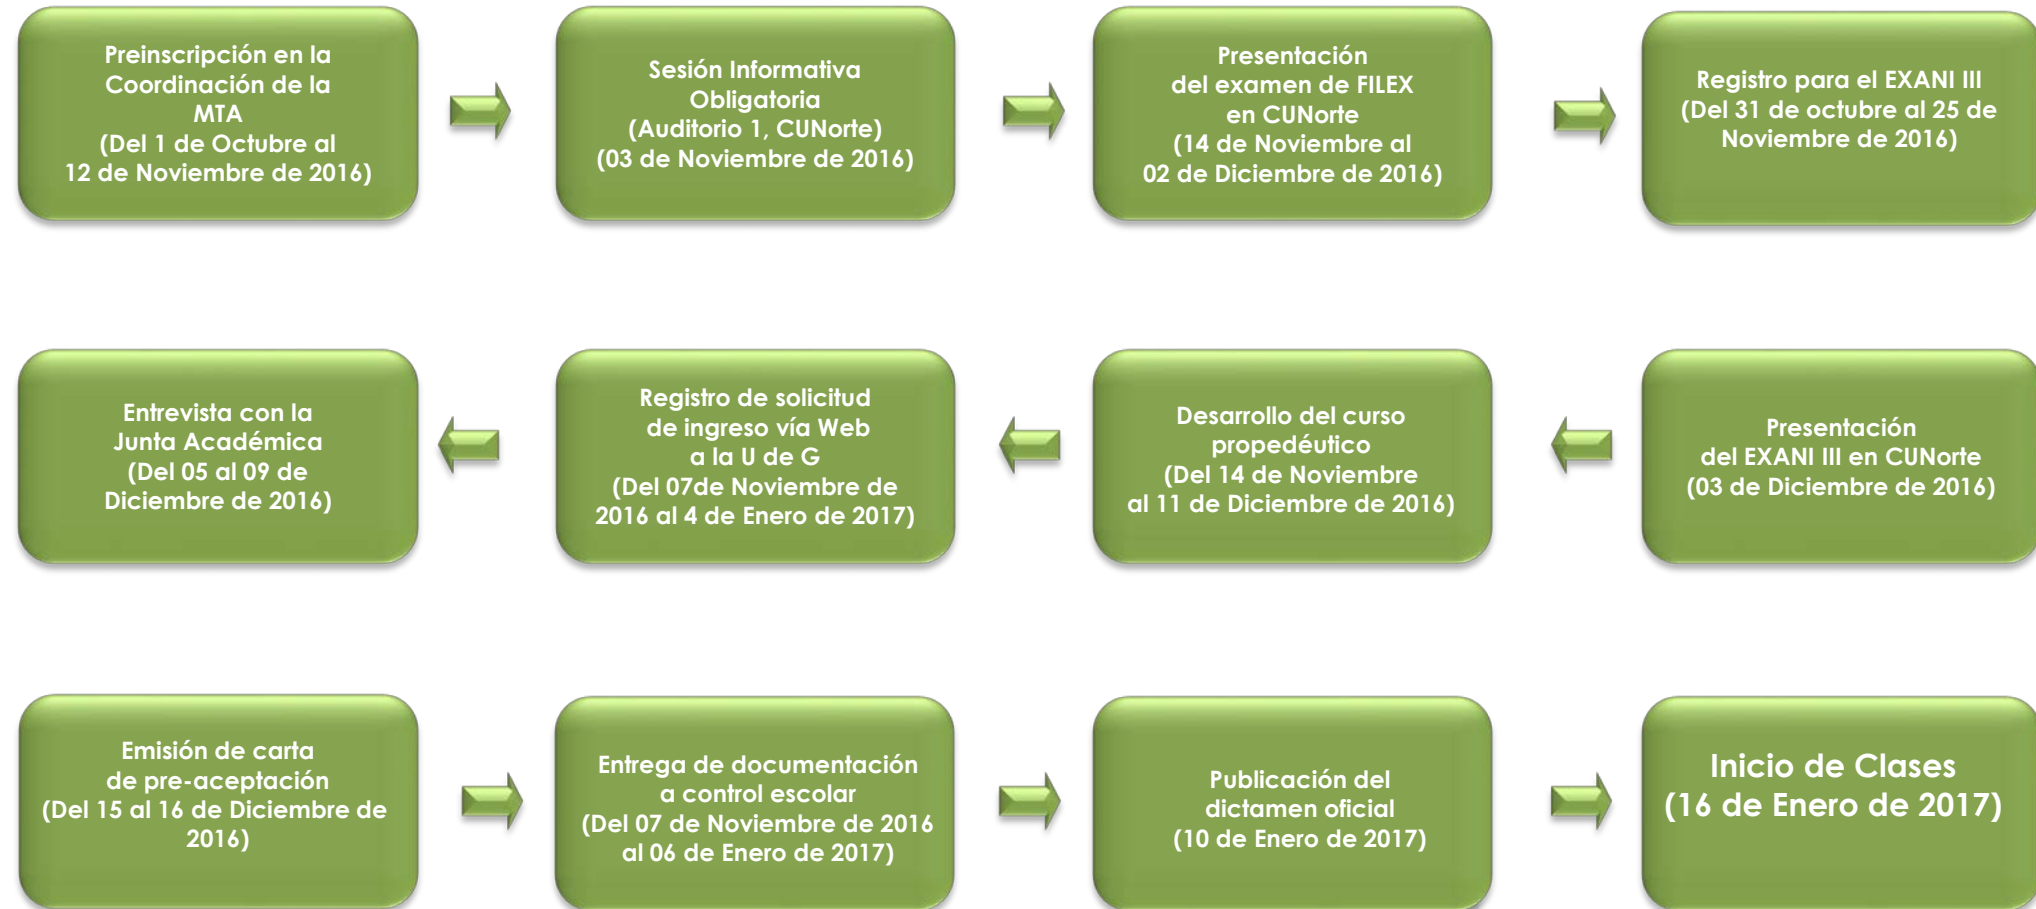 Preinscripción en la
Coordinación de la
MTA
(Del 1 de Octubre al
12 de Noviembre de 2016)
Sesión Informativa
Obligatoria
(Auditorio 1, CUNorte)
(03 de Noviembre de 2016)
Presentación
del examen de FILEX
en CUNorte
(14 de Noviembre al
02 de Diciembre de 2016)
Registro para el EXANI III
(Del 31 de octubre al 25 de
Noviembre de 2016)
Presentación
del EXANI III en CUNorte
(03 de Diciembre de 2016)
Desarrollo del curso
propedéutico
(Del 14 de Noviembre
al 11 de Diciembre de 2016)
Registro de solicitud
de ingreso vía Web
a la U de G
(Del 07de Noviembre de
2016 al 4 de Enero de 2017)
Entrevista con la
Junta Académica
(Del 05 al 09 de
Diciembre de 2016)
Emisión de carta
de pre-aceptación
(Del 15 al 16 de Diciembre de
2016)
Entrega de documentación
a control escolar
(Del 07 de Noviembre de 2016
al 06 de Enero de 2017)
Publicación del
dictamen oficial
(10 de Enero de 2017)
Inicio de Clases
(16 de Enero de 2017)